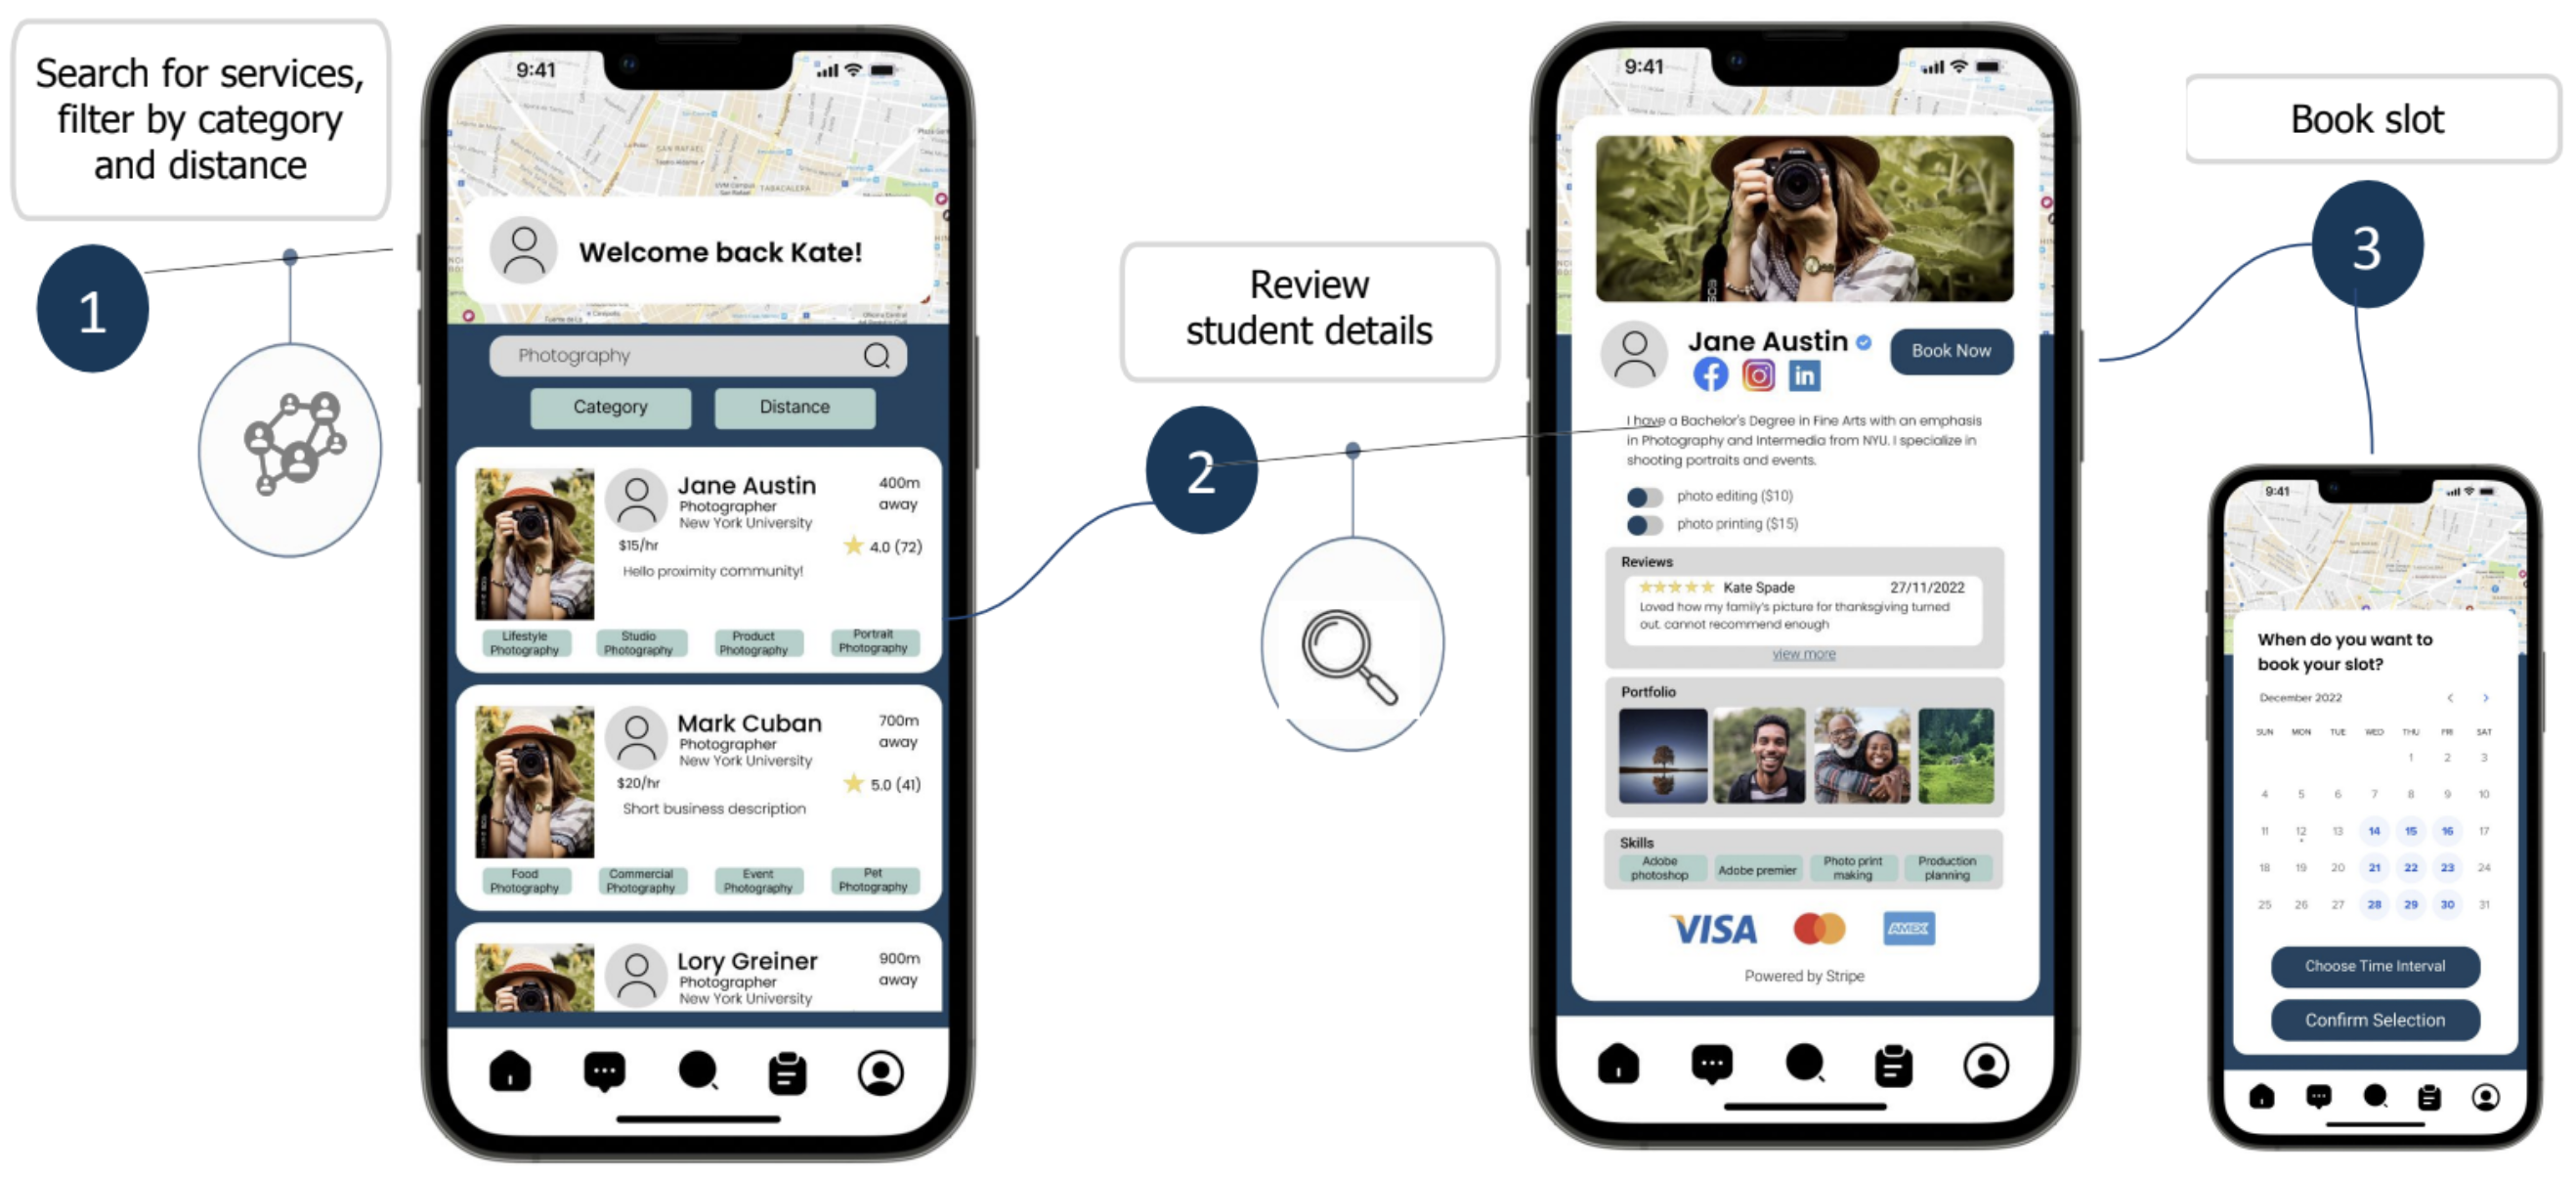 Search for services,
filter by category
and distance
1
9:41
SAN RAFAEL
TABACALERA
Welcome back Kate!
Photography
Category
Distance
Jane Austin
Photographer
New York University
400m
away
$15/hr
4.0 (72)
Hello proximity community!
Lifestyle
Photography
Studio
Photography
Product
Photography
Portrait
Photography
Mark Cuban
Photographer
New York University
700m
away
$20/hr
5.0 (41)
Short business description
Food
Photography
Commercial
Photography
Event
Photography
Pet
Photography
Lory Greiner
Photographer
New York University
900m
away
Review
student details
2
9:41
Canon
Jane Austin
Book Now
in
I have a Bachelor's Degree in Fine Arts with an emphasis
in Photography and Intermedia from NYU. I specialize in
shooting portraits and events.
photo editing ($10)
photo printing ($15)
Reviews
Kate Spade
27/11/2022
Loved how my family's picture for thanksgiving turned
out. cannot recommend enough
view more
Portfolio
Skills
Adobe
photoshop
Adobe premier
Photo print
making
Production
planning
VISA
AMEX
Powered by Stripe
Book slot
3
9:41
When do you want to
book your slot?
December 2022
SUN MON TUE WED THU FRI SAT
1 2 3
4 5 6 7 8 9 10
11 12 13 14 15 16 17
18 19 20 21 22 23 24
25 26 27 28 29 30 31
Choose Time Interval
Confirm Selection